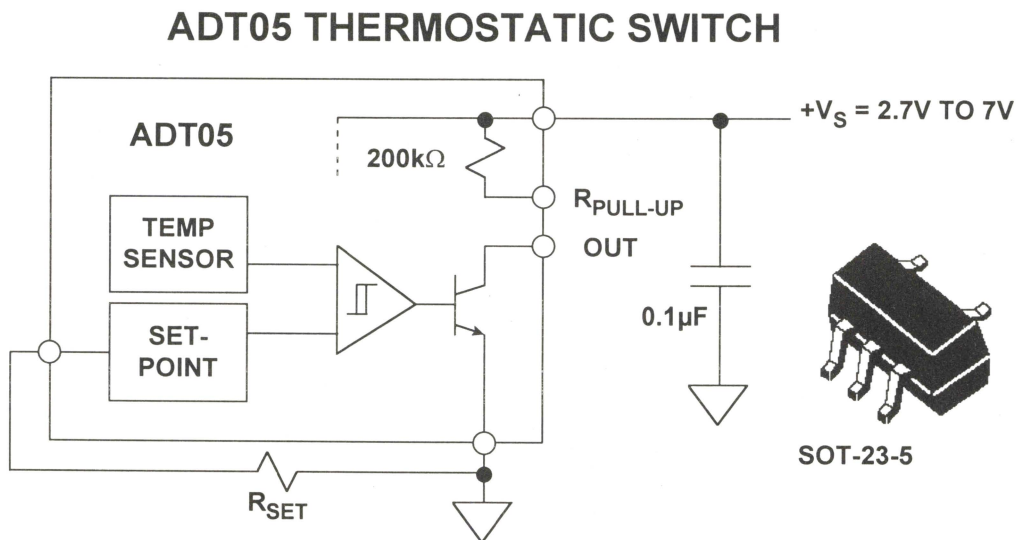 ADT05 THERMOSTATIC SWITCH
ADT05
200kΩ
+VS = 2.7V TO 7V
RPULL-UP
OUT
TEMP
SENSOR
SET-
POINT
0.1µF
RSET
SOT-23-5